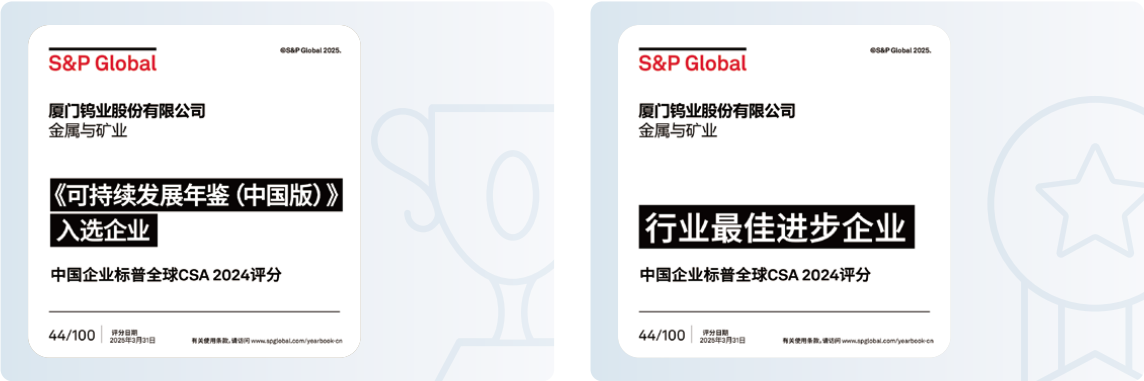 S&P Global
©S&P Global 2025.
厦门钨业股份有限公司
金属与矿业
《可持续发展年鉴（中国版）》
入选企业
中国企业标普全球CSA 2024评分
44/100
评分日期
2025年3月31日
有关使用条款，请访问 www.spglobal.com/yearbook-cn
S&P Global
©S&P Global 2025.
厦门钨业股份有限公司
金属与矿业
行业最佳进步企业
中国企业标普全球CSA 2024评分
44/100
评分日期
2025年3月31日
有关使用条款，请访问 www.spglobal.com/yearbook-cn